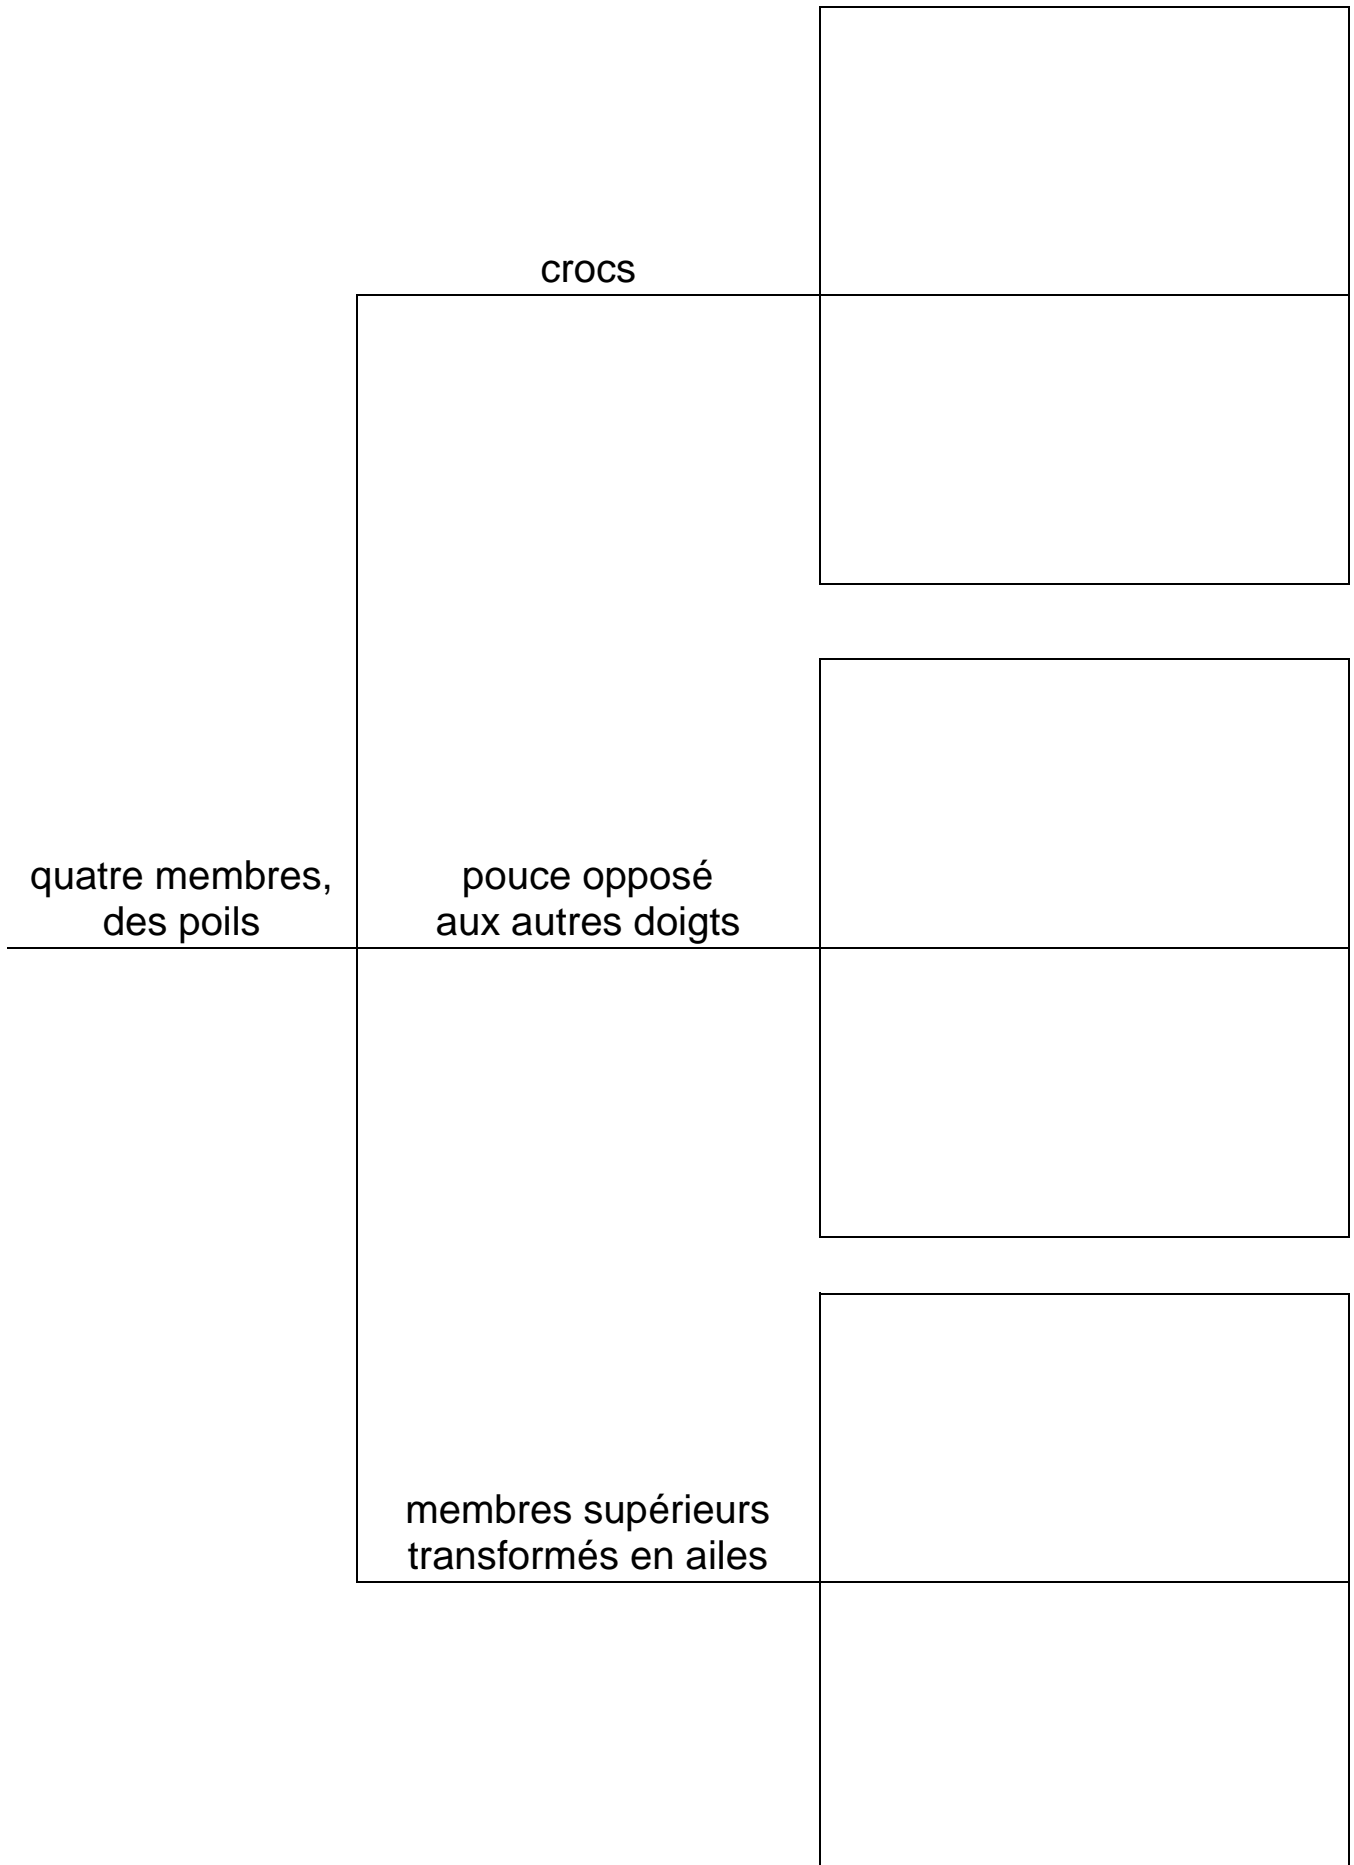 crocs
quatre membres,
des poils
pouce opposé
aux autres doigts
membres supérieurs
transformés en ailes